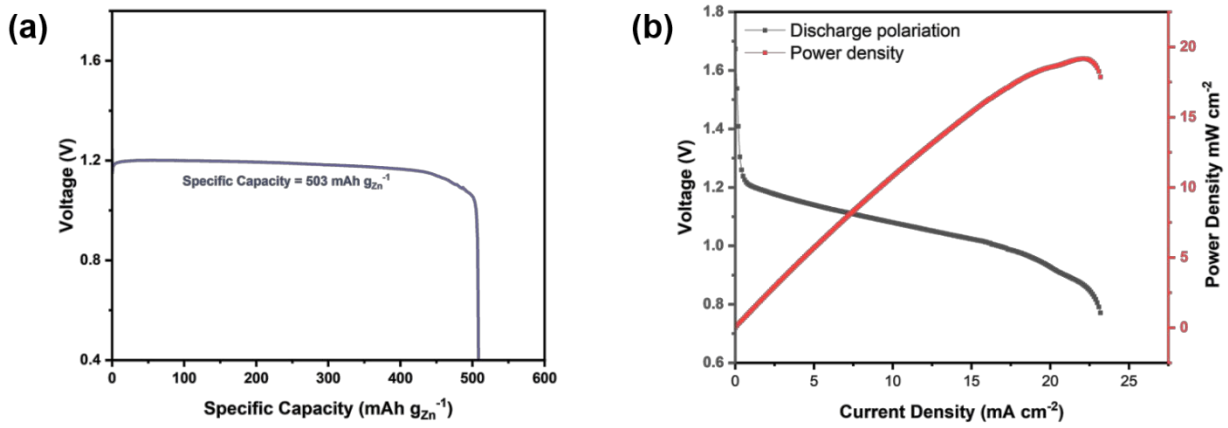 (a)
1.6
1.2
0.8
0.4
Voltage (V)
Specific Capacity = 503 mAh gZn-1
0
100
200
300
400
500
600
Specific Capacity (mAh gZn-1)
(b)
1.8
1.6
1.4
1.2
1.0
0.8
0.6
Voltage (V)
Discharge polariation
Power density
20
15
10
5
0
Power Density mW cm-2
0
5
10
15
20
25
Current Density (mA cm-2)